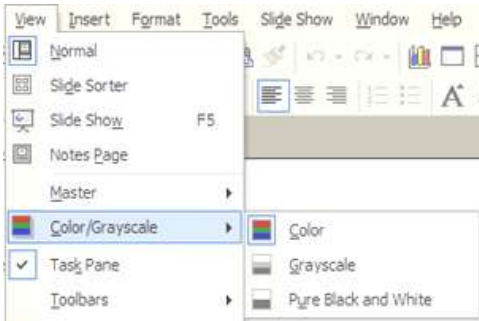 View Insert Format Tools Slide Show Window Help
Normal
Slide Sorter
Slide Show F5
Notes Page
Master
Color/Grayscale
Color
Task Pane
Grayscale
Toolbars
Pure Black and White
A